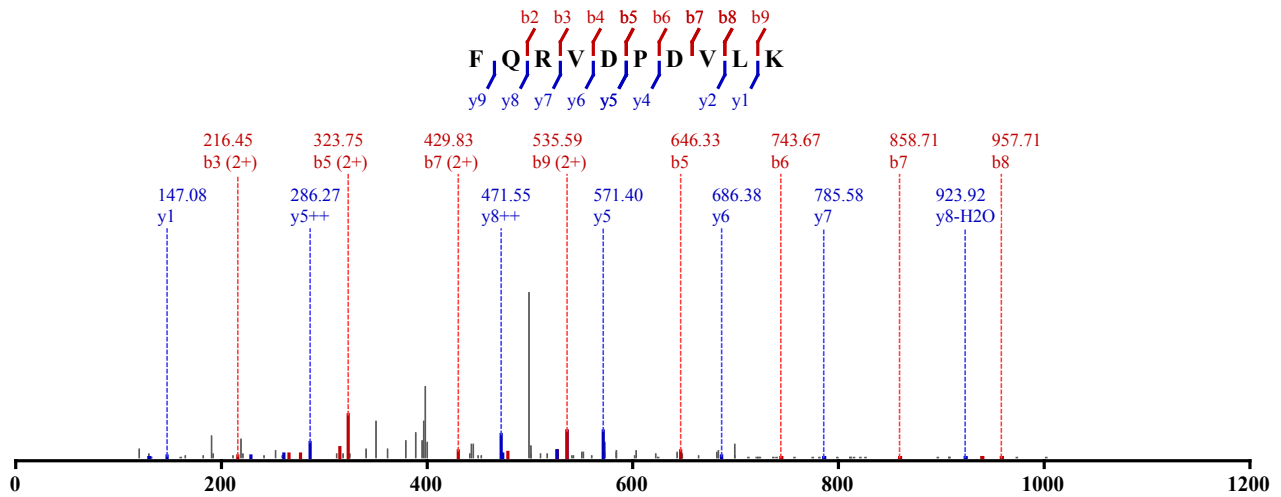 b2 b3 b4 b5 b6 b7 b8 b9
F Q R V D P D V L K
y9 y8 y7 y6 y5 y4 y2 y1
216.45 323.75 429.83 535.59 646.33 743.67 858.71 957.71
b3 (2+) b5 (2+) b7 (2+) b9 (2+) b5 b6 b7 b8
147.08 286.27 471.55 571.40 686.38 785.58 923.92
y1 y5++ y8++ y5 y6 y7 y8-H2O
0 200 400 600 800 1000 1200